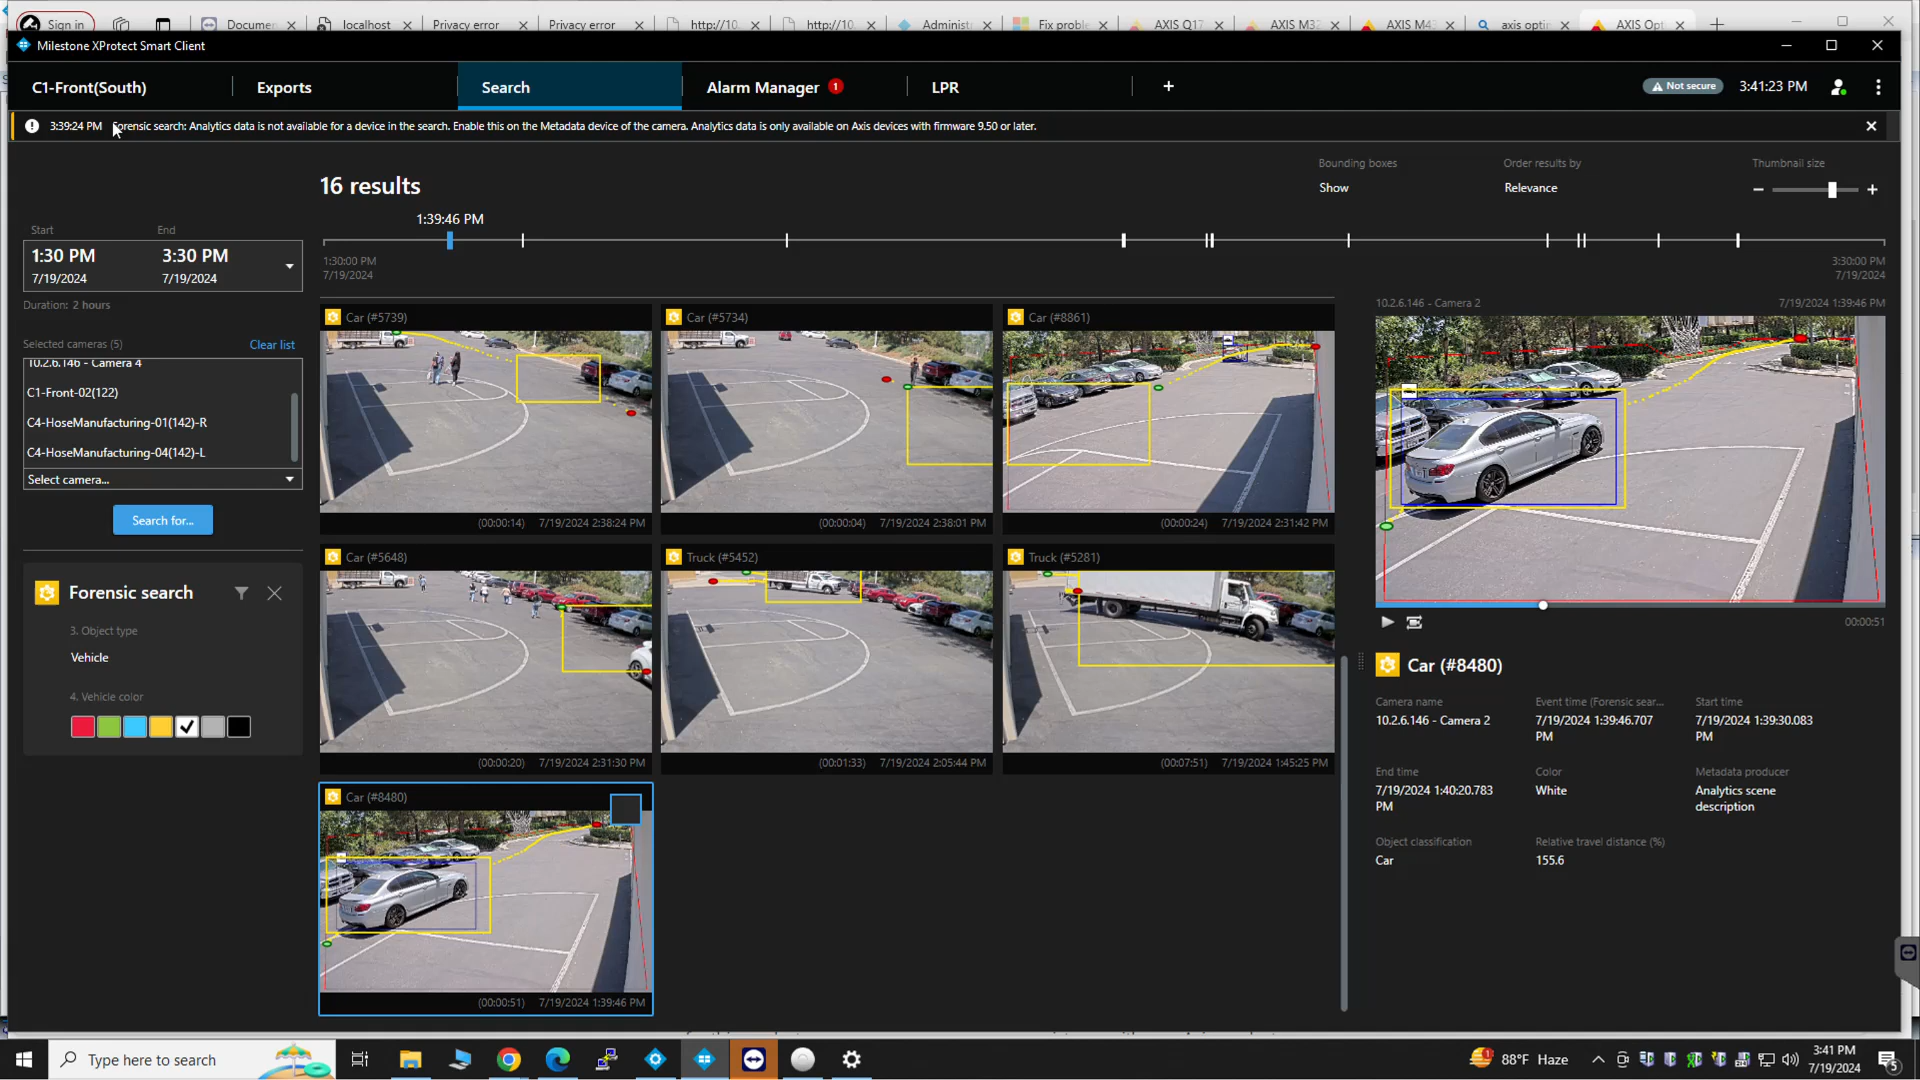 Sign in
Documen
localhost
Privacy error
Privacy error
http://10.
http://10.
Administ
Fix proble
AXIS Q17
AXIS M32
AXIS M43
axis optin
AXIS Opt
Milestone XProtect Smart Client
C1-Front(South)
Exports
Search
Alarm Manager 1
LPR
Not secure
3:41:23 PM
3:39:24 PM
Forensic search: Analytics data is not available for a device in the search. Enable this on the Metadata device of the camera. Analytics data is only available on Axis devices with firmware 9.50 or later.
16 results
Bounding boxes
Show
Order results by
Relevance
Thumbnail size
1:39:46 PM
1:30:00 PM
7/19/2024
3:30:00 PM
7/19/2024
Start
End
1:30 PM
3:30 PM
7/19/2024
7/19/2024
Duration: 2 hours
Selected cameras (5)
Clear list
10.2.6.146 - Camera 4
C1-Front-02(122)
C4-HoseManufacturing-01(142)-R
C4-HoseManufacturing-04(142)-L
Select camera...
Search for...
Forensic search
3. Object type
Vehicle
4. Vehicle color
Car (#5739)
(00:00:14) 7/19/2024 2:38:24 PM
Car (#5734)
(00:00:04) 7/19/2024 2:38:01 PM
Car (#8861)
(00:00:24) 7/19/2024 2:31:42 PM
Car (#5648)
(00:00:20) 7/19/2024 2:31:30 PM
Truck (#5452)
(00:01:33) 7/19/2024 2:05:44 PM
Truck (#5281)
(00:07:51) 7/19/2024 1:45:25 PM
Car (#8480)
(00:00:51) 7/19/2024 1:39:46 PM
10.2.6.146 - Camera 2
7/19/2024 1:39:46 PM
00:00:51
Car (#8480)
Camera name
10.2.6.146 - Camera 2
Event time (Forensic sear...
7/19/2024 1:39:46.707
PM
Start time
7/19/2024 1:39:30.083
PM
End time
7/19/2024 1:40:20.783
PM
Color
White
Metadata producer
Analytics scene
description
Object classification
Car
Relative travel distance (%)
155.6
Type here to search
88°F Haze
3:41 PM
7/19/2024
5